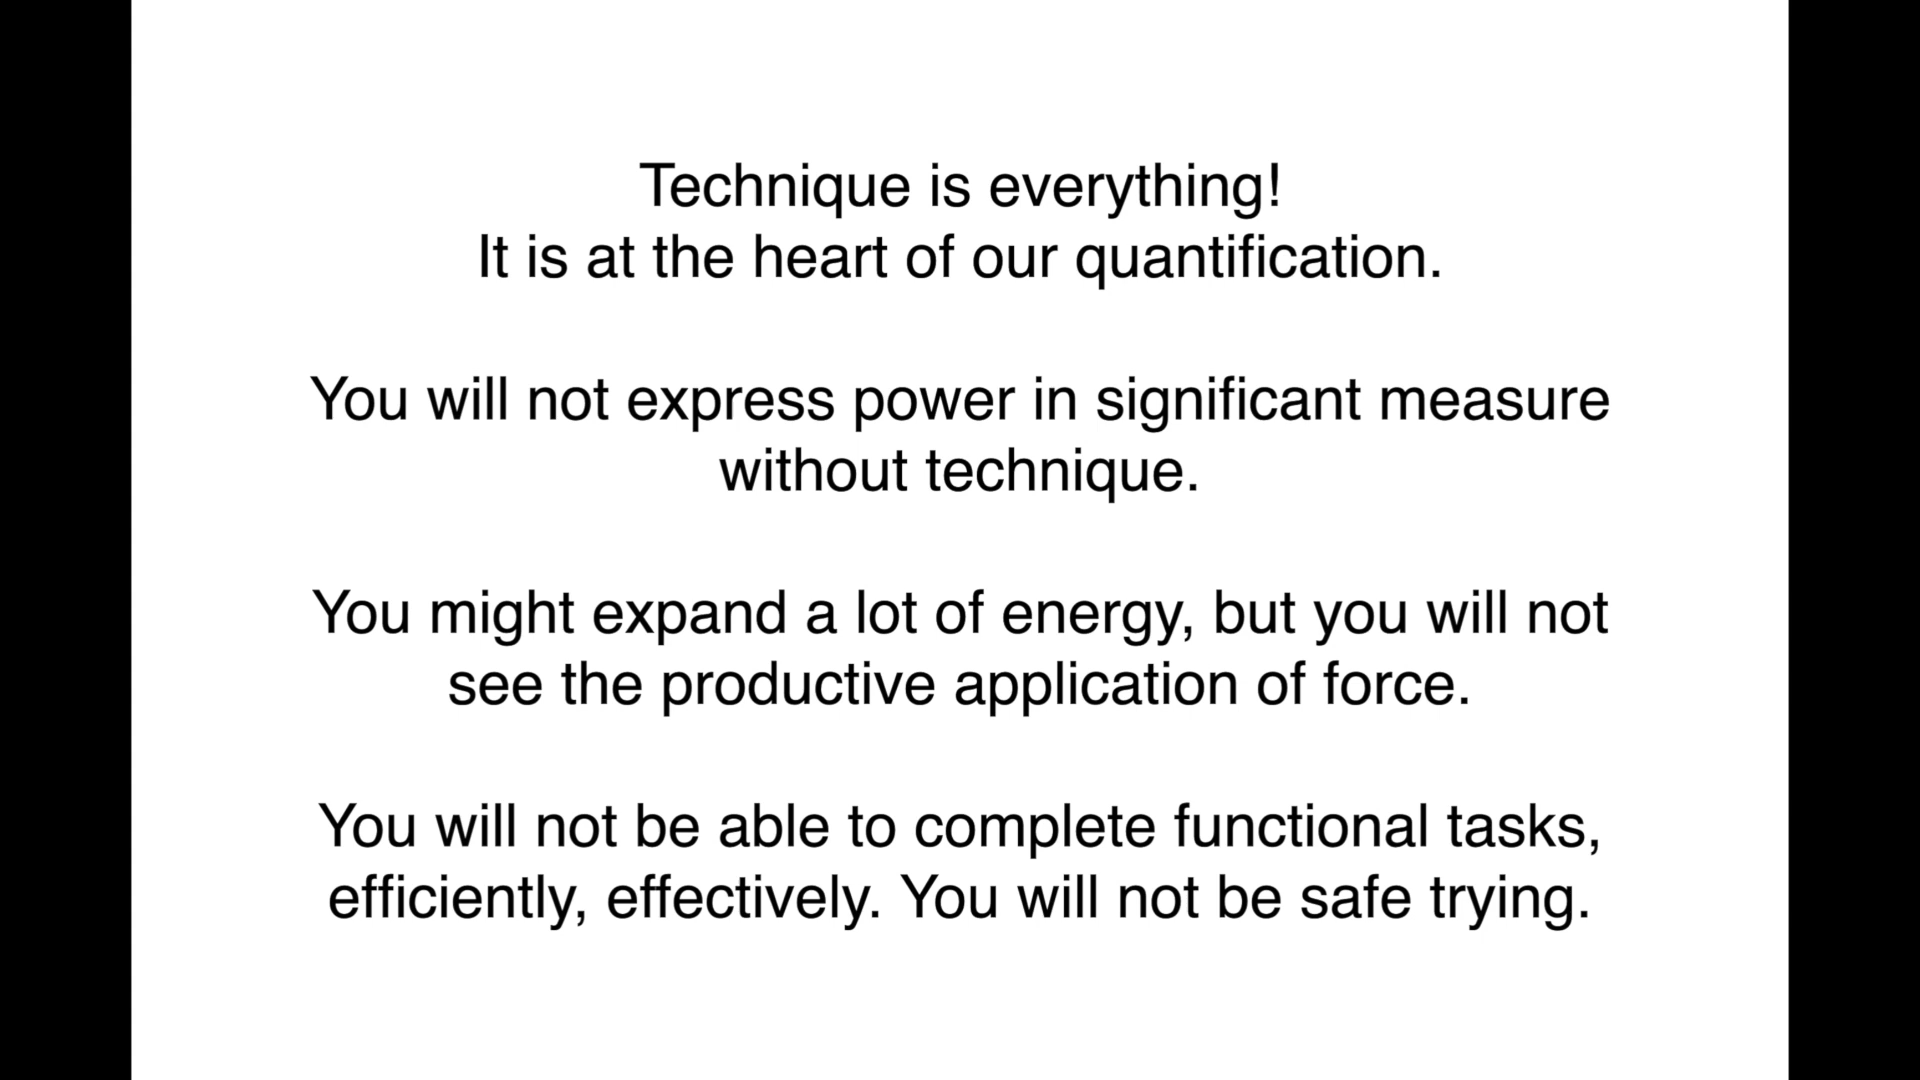 Technique is everything!
It is at the heart of our quantification.
You will not express power in significant measure
without technique.
You might expand a lot of energy, but you will not
see the productive application of force.
You will not be able to complete functional tasks,
efficiently, effectively. You will not be safe trying.